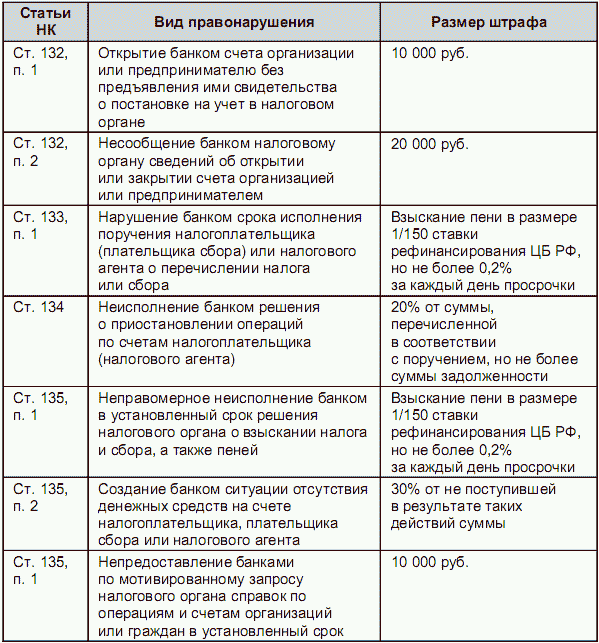 Статьи НК
Вид правонарушения
Размер штрафа
Ст. 132,
п. 1
Открытие банком счета организации
или предпринимателю без
предъявления ими свидетельства
о постановке на учет в налоговом
органе
10 000 руб.
Ст. 132,
п. 2
Несообщение банком налоговому
органу сведений об открытии
или закрытии счета организацией
или предпринимателем
20 000 руб.
Ст. 133,
п. 1
Нарушение банком срока исполнения
поручения налогоплательщика
(плательщика сбора) или налогового
агента о перечислении налога
или сбора
Взыскание пени в размере
1/150 ставки
рефинансирования ЦБ РФ,
но не более 0,2%
за каждый день просрочки
Ст. 134
Неисполнение банком решения
о приостановлении операций
по счетам налогоплательщика
(налогового агента)
20% от суммы,
перечисленной
в соответствии
с поручением, но не более
суммы задолженности
Ст. 135,
п. 1
Неправомерное неисполнение банком
в установленный срок решения
налогового органа о взыскании налога
и сбора, а также пеней
Взыскание пени в размере
1/150 ставки
рефинансирования ЦБ РФ,
но не более 0,2%
за каждый день просрочки
Ст. 135,
п. 2
Создание банком ситуации отсутствия
денежных средств на счете
налогоплательщика, плательщика
сбора или налогового агента
30% от не поступившей
в результате таких
действий суммы
Ст. 135,
п. 1
Непредоставление банками
по мотивированному запросу
налогового органа справок по
операциям и счетам организаций
или граждан в установленный срок
10 000 руб.